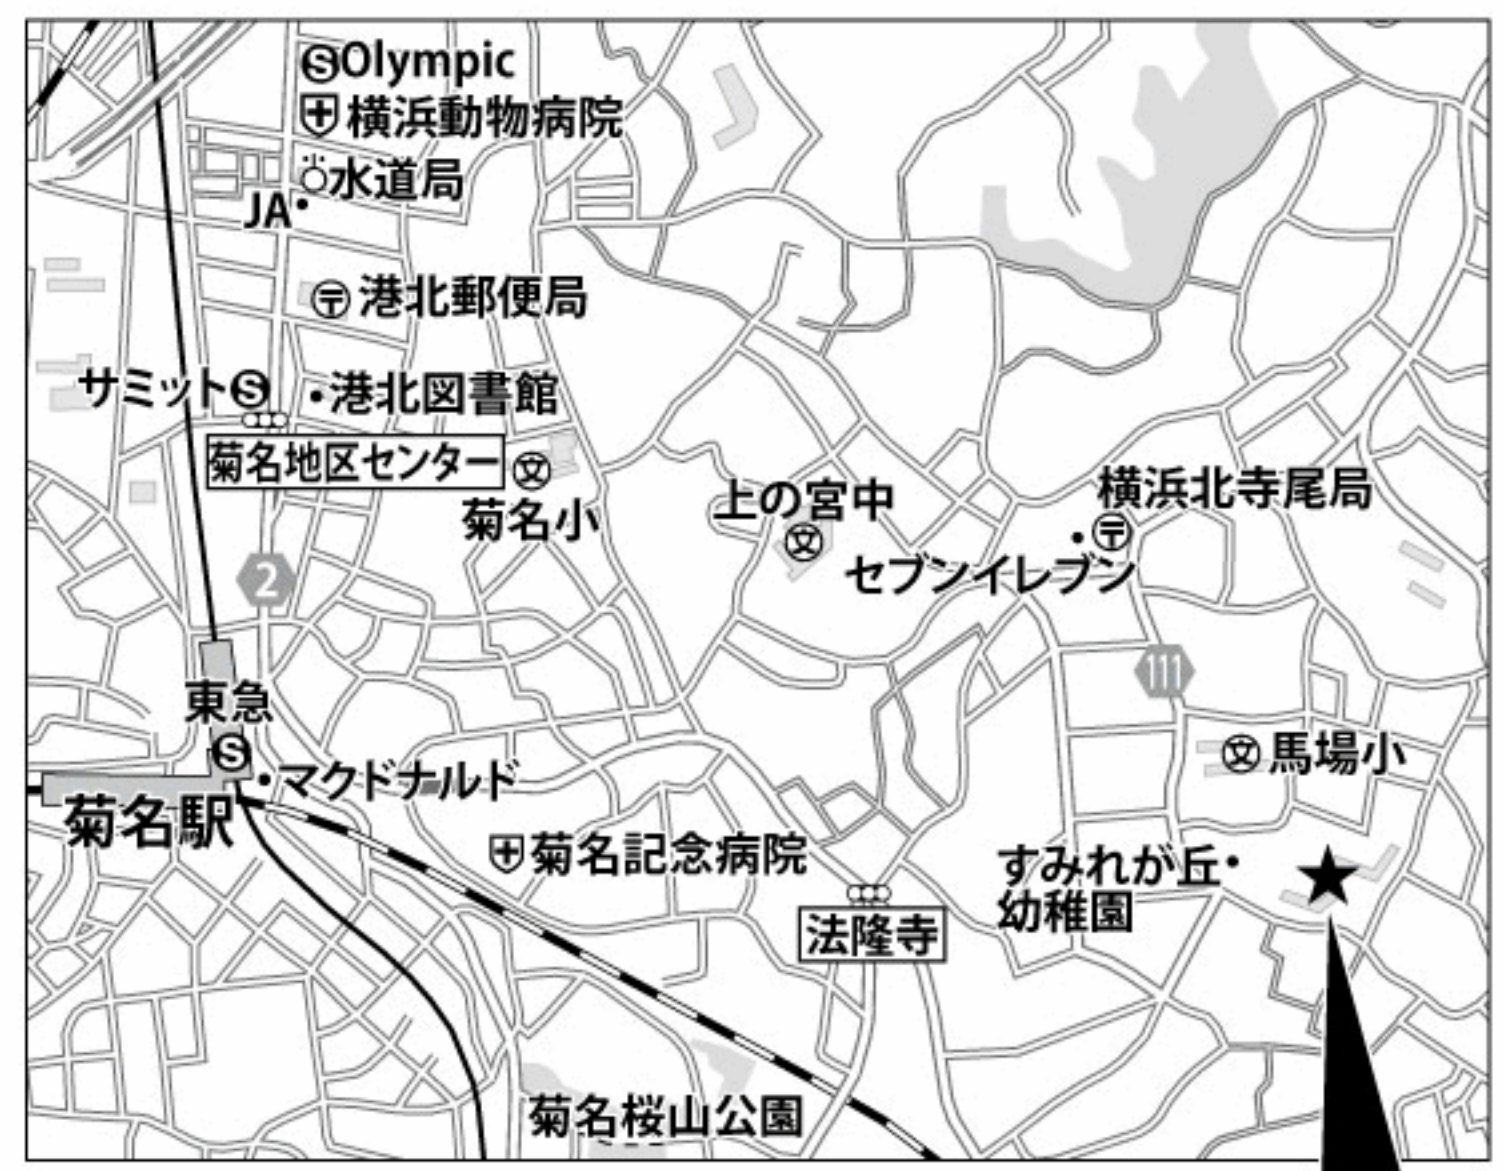 Olympic
横浜動物病院
水道局
JA
港北郵便局
サミット
港北図書館
菊名地区センター
菊名小
上の宮中
横浜北寺尾局
セブンイレブン
2
111
東急
マクドナルド
菊名駅
馬場小
菊名記念病院
すみれが丘
幼稚園
法隆寺
菊名桜山公園